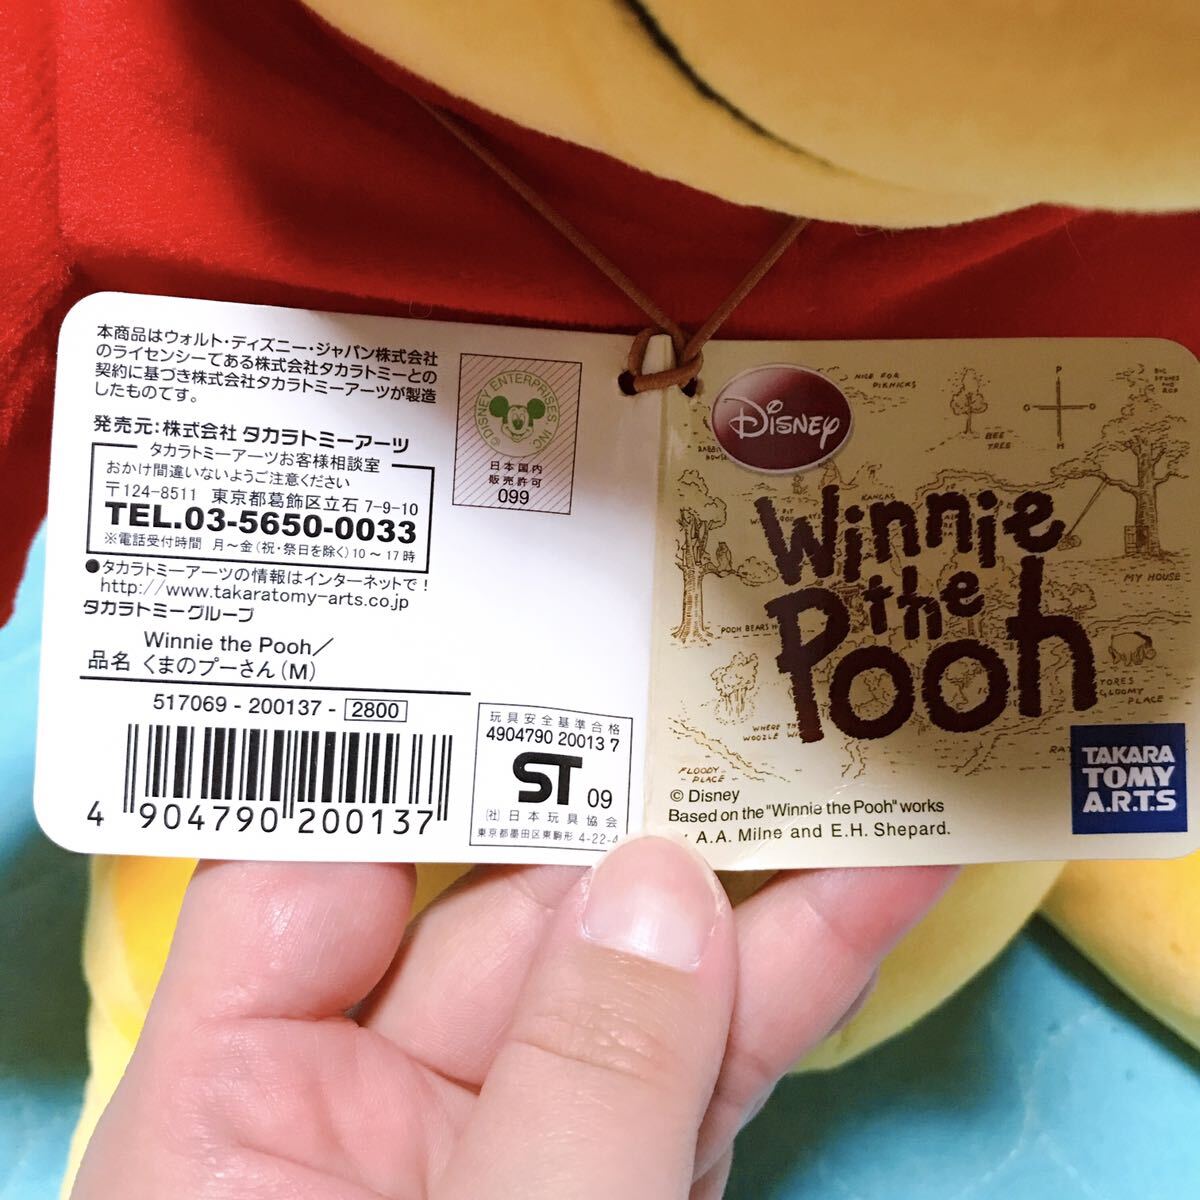 本商品はウォルト・ディズニー・ジャパン株式会社
のライセンシーである株式会社タカラトミーとの
契約に基づき株式会社タカラトミーアーツが製造
したものです。
発売元:株式会社 タカラトミーアーツ
タカラトミーアーツお客様相談室
おかけ間違いないようご注意ください
〒124-8511 東京都葛飾区立石 7-9-10
TEL.03-5650-0033
※電話受付時間 月~金(祝・祭日を除く)10~17時
●タカラトミーアーツの情報はインターネットで!
http://www.takaratomy-arts.co.jp
タカラトミーグループ
Winnie the Pooh/
品名 くまのプーさん(M)
517069-200137-2800
4 904790 200137
© DISNEY ENTERPRISES, INC.
日本国内
販売許可
099
玩具安全基準合格
4904790 20013 7
ST 09
(社)日本玩具協会
東京都墨田区東駒形 4-22-4
DISNEY
Winnie
the
Pooh
NICE FOR
PIKNICKS
BIG
STONES
AND
ROX
P
O
O
H
BEE
TREE
RABBITS
HOUSE
KANGAS
MY HOUSE
POOH BEARS H
WHERE TH
WOOZLE W
FLOODY
PLACE
GLOOMY
PLACE
© Disney
Based on the "Winnie the Pooh" works
A.A. Milne and E.H. Shepard.
TAKARA
TOMY
A.R.T.S